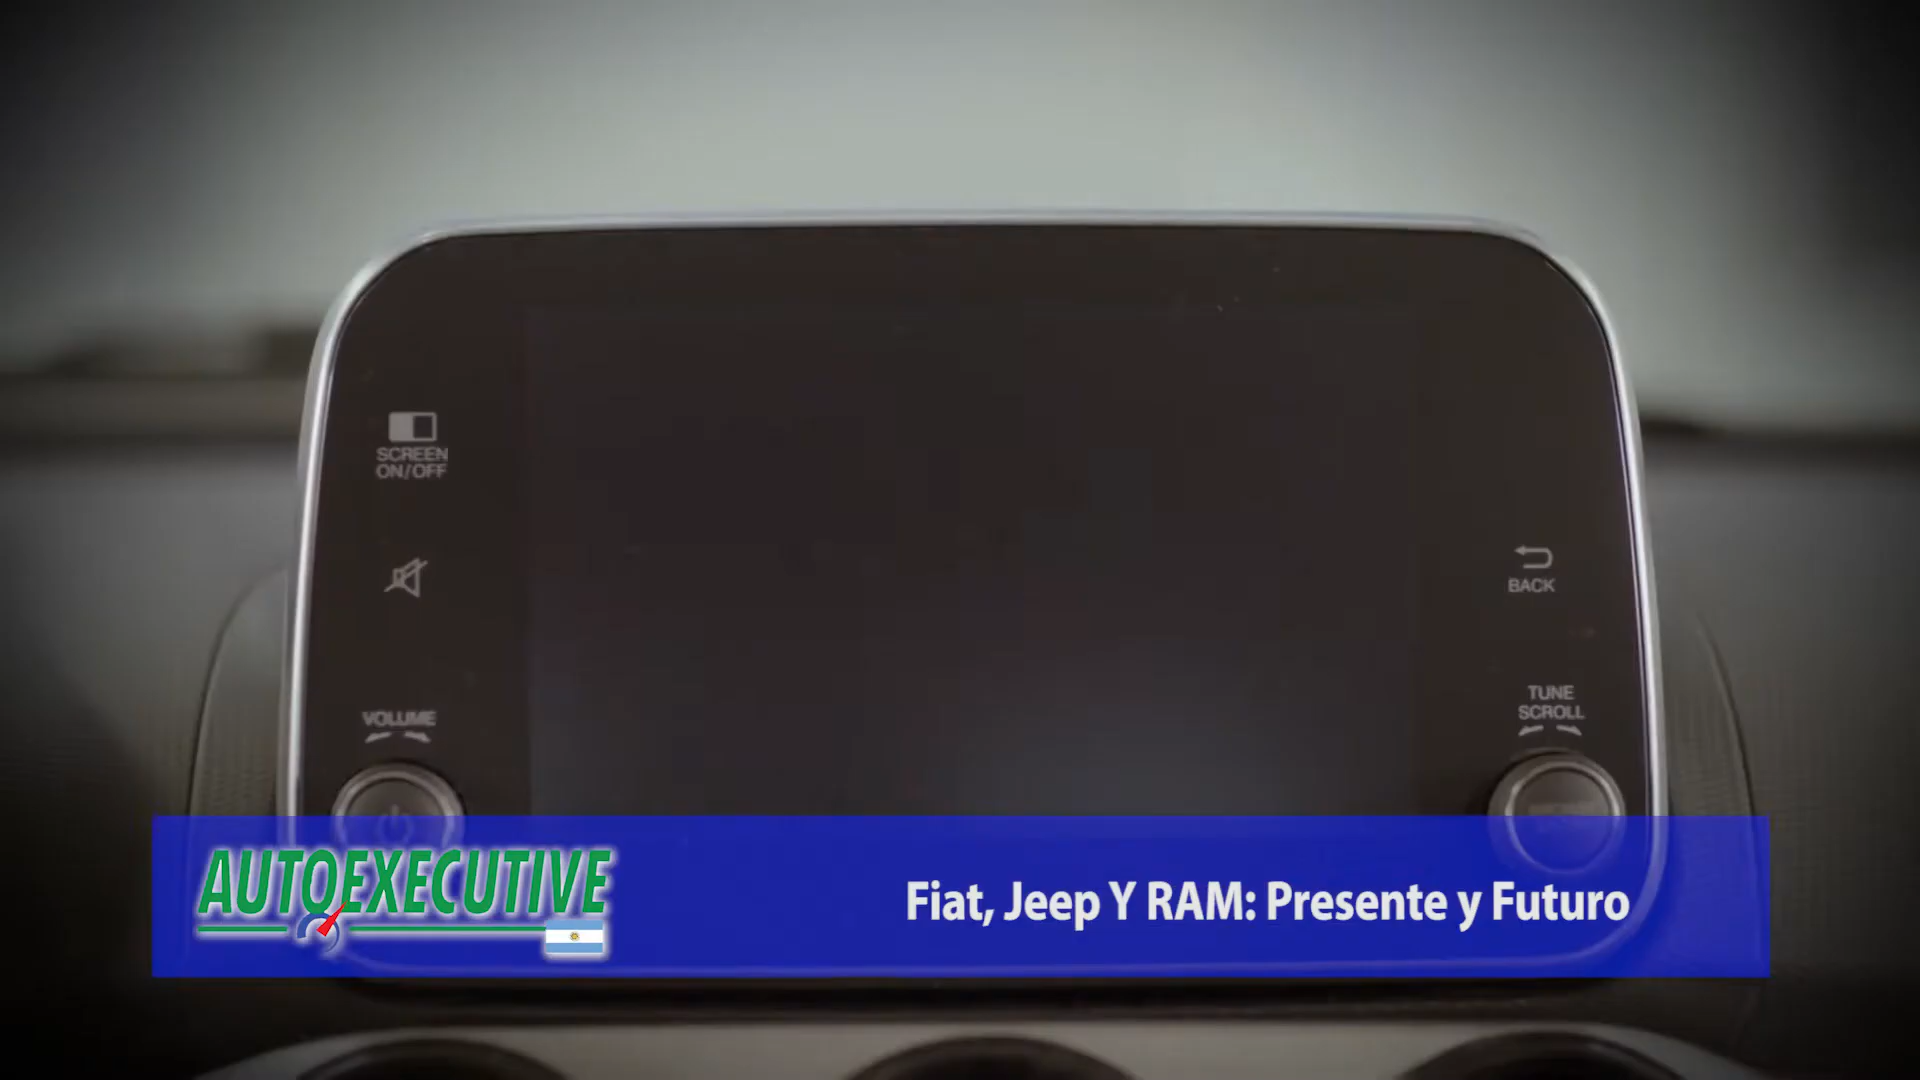 SCREEN
ON/OFF
BACK
VOLUME
TUNE
SCROLL
AUTOEXECUTIVE
Fiat, Jeep Y RAM: Presente y Futuro